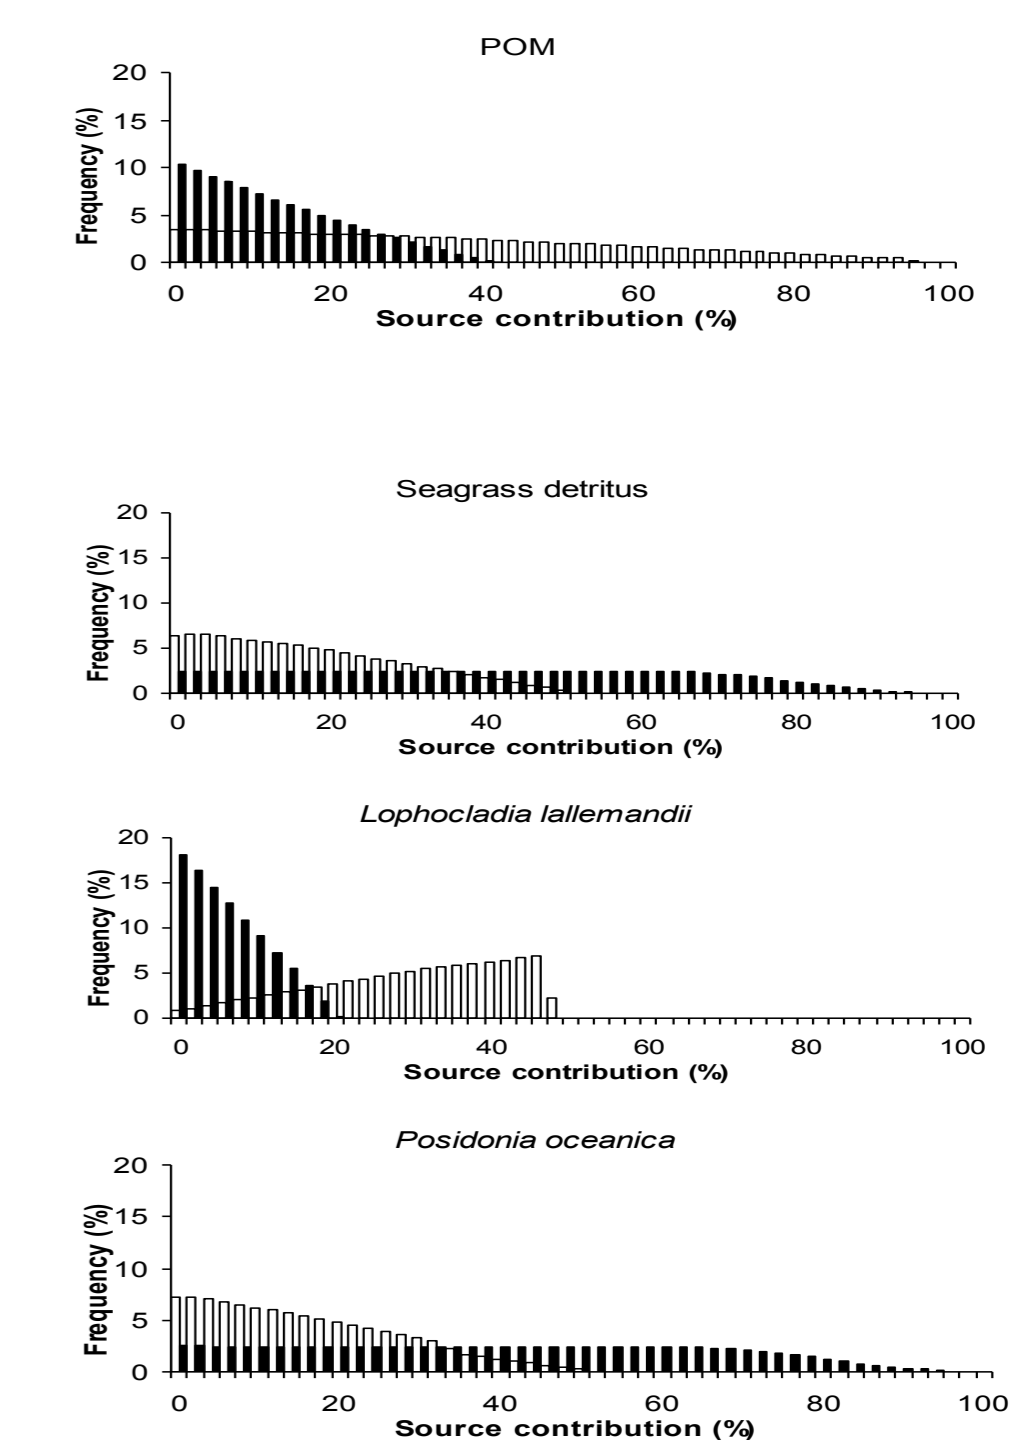 POM
20
15
10
5
0
Frequency (%)
0 20 40 60 80 100
Source contribution (%)
Seagrass detritus
20
15
10
5
0
Frequency (%)
0 20 40 60 80 100
Source contribution (%)
Lophocladia lallemandii
20
15
10
5
0
Frequency (%)
0 20 40 60 80 100
Source contribution (%)
Posidonia oceanica
20
15
10
5
0
Frequency (%)
0 20 40 60 80 100
Source contribution (%)